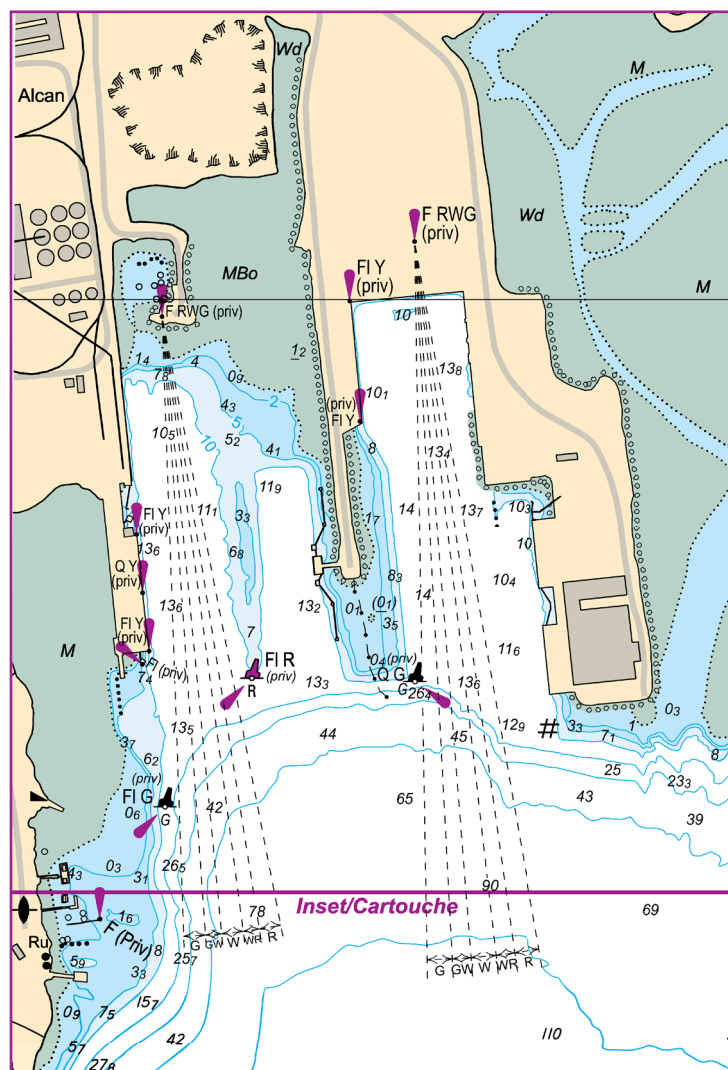 Wd
M
Alcan
F RWG
(priv)
Wd
MBo
Fl Y
(priv)
M
F RWG (priv)
10
1₂
1₄
4
7₈
0₉
2
13₈
4₃
5
10₁
(priv)
Fl Y
10₅
10
5₂
4₁
8
13₄
11₉
Fl Y
(priv)
11₁
3₃
17
14
13₇
10₃
13₆
6₈
10
Q Y
(priv)
8₃
10₄
13₆
13₂
0₁
(0₁)
14
3₅
Fl Y
(priv)
7
11₆
M
Fl (priv)
7₄
Fl R
(priv)
R
0₄
(priv)
Q G
G
26₄
13₃
13₆
0₃
13₅
12₉
#
3₃
7₁
1
3₇
44
45
8
6₂
(priv)
25
23₃
Fl G
0₆
G
42
65
43
39
0₃
26₅
4₃
3₁
90
Inset/Cartouche
16
78
69
F (Priv)
Ru
8
25₇
G GW W WR R
G GW W WR R
5₉
3₃
0₉
7₅
15₇
5₇
42
110
27₈